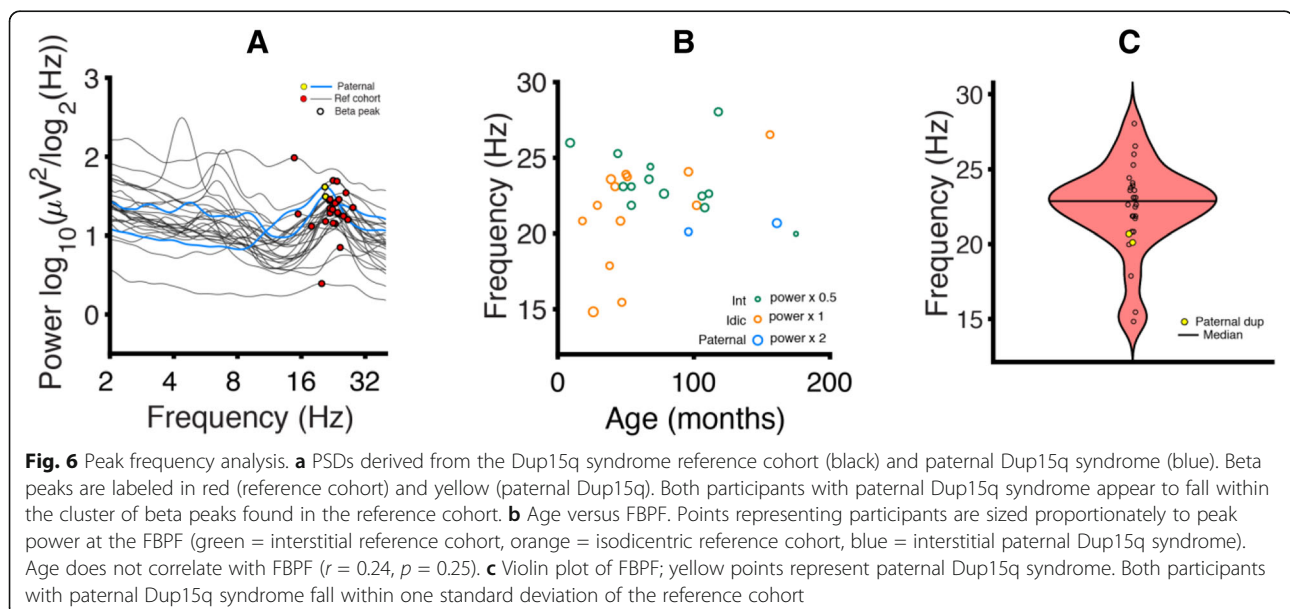 A
Power log10(μV²/log2(Hz))
3
2
1
0
2 4 8 16 32
Frequency (Hz)
Paternal
Ref cohort
Beta peak
B
Frequency (Hz)
30
25
20
15
0 100 200
Age (months)
Int power x 0.5
Idic power x 1
Paternal power x 2
C
Frequency (Hz)
30
25
20
15
Paternal dup
Median
Fig. 6 Peak frequency analysis. a PSDs derived from the Dup15q syndrome reference cohort (black) and paternal Dup15q syndrome (blue). Beta
peaks are labeled in red (reference cohort) and yellow (paternal Dup15q). Both participants with paternal Dup15q syndrome appear to fall within
the cluster of beta peaks found in the reference cohort. b Age versus FBPF. Points representing participants are sized proportionately to peak
power at the FBPF (green = interstitial reference cohort, orange = isodicentric reference cohort, blue = interstitial paternal Dup15q syndrome).
Age does not correlate with FBPF (r = 0.24, p = 0.25). c Violin plot of FBPF; yellow points represent paternal Dup15q syndrome. Both participants
with paternal Dup15q syndrome fall within one standard deviation of the reference cohort